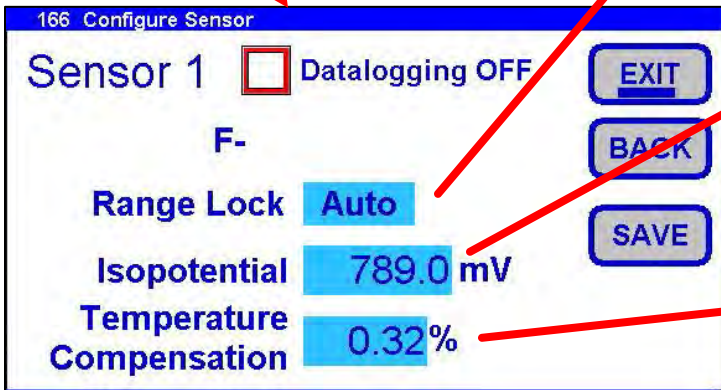 166 Configure Sensor
Sensor 1 Datalogging OFF
EXIT
F-
BACK
Range Lock Auto
SAVE
Isopotential 789.0 mV
Temperature
Compensation 0.32%